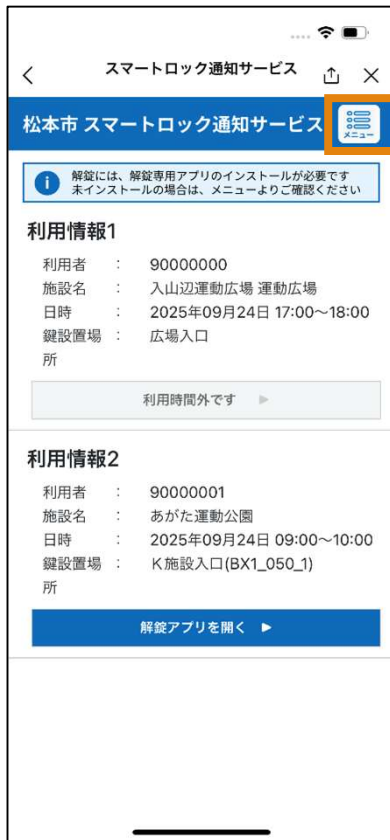 スマートロック通知サービス
松本市 スマートロック通知サービス
メニュー
i
解錠には、解錠専用アプリのインストールが必要です
未インストールの場合は、メニューよりご確認ください
利用情報1
利用者 : 90000000
施設名 : 入山辺運動広場 運動広場
日時 : 2025年09月24日 17:00～18:00
鍵設置場 : 広場入口
所
利用時間外です ▶
利用情報2
利用者 : 90000001
施設名 : あがた運動公園
日時 : 2025年09月24日 09:00～10:00
鍵設置場 : K施設入口(BX1_050_1)
所
解錠アプリを開く ▶